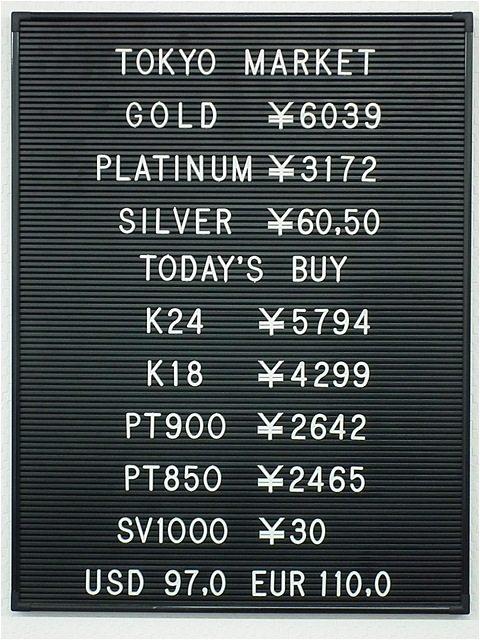 TOKYO MARKET
GOLD ¥6039
PLATINUM ¥3172
SILVER ¥60.50
TODAY'S BUY
K24 ¥5794
K18 ¥4299
PT900 ¥2642
PT850 ¥2465
SV1000 ¥30
USD 97.0 EUR 110.0